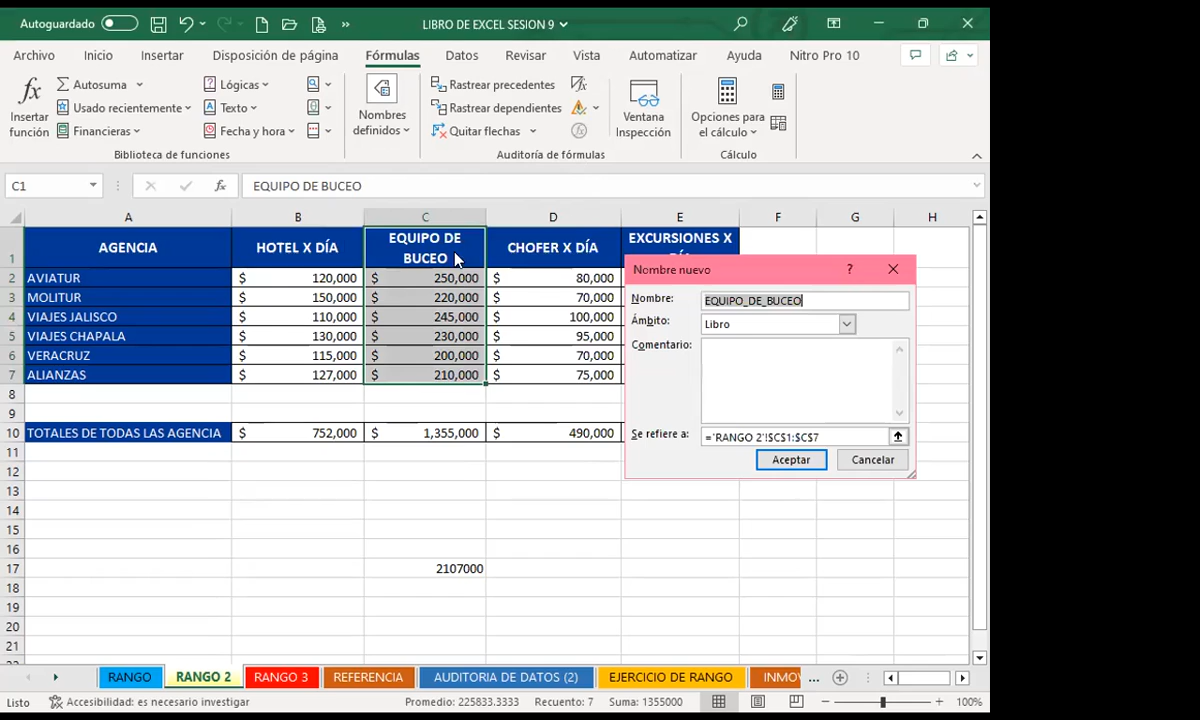 Autoguardado
LIBRO DE EXCEL SESION 9
Archivo Inicio Insertar Disposición de página Fórmulas Datos Revisar Vista Automatizar Ayuda Nitro Pro 10
Insertar función
Autosuma
Usado recientemente
Financieras
Lógicas
Texto
Fecha y hora
Biblioteca de funciones
Nombres definidos
Rastrear precedentes
Rastrear dependientes
Quitar flechas
Auditoría de fórmulas
Ventana Inspección
Opciones para el cálculo
Cálculo
C1 fx EQUIPO DE BUCEO
A B C D E F G H
1 AGENCIA HOTEL X DÍA EQUIPO DE BUCEO CHOFER X DÍA EXCURSIONES X
2 AVIATUR $ 120,000 $ 250,000 $ 80,000
3 MOLITUR $ 150,000 $ 220,000 $ 70,000
4 VIAJES JALISCO $ 110,000 $ 245,000 $ 100,000
5 VIAJES CHAPALA $ 130,000 $ 230,000 $ 95,000
6 VERACRUZ $ 115,000 $ 200,000 $ 70,000
7 ALIANZAS $ 127,000 $ 210,000 $ 75,000
8
9
10 TOTALES DE TODAS LAS AGENCIA $ 752,000 $ 1,355,000 $ 490,000
11
12
13
14
15
16
17 2107000
18
19
20
21
Nombre nuevo ?
Nombre: EQUIPO_DE_BUCEO
Ámbito: Libro
Comentario:
Se refiere a: ='RANGO 2'!$C$1:$C$7
Aceptar Cancelar
RANGO RANGO 2 RANGO 3 REFERENCIA AUDITORIA DE DATOS (2) EJERCICIO DE RANGO INMOV ...
Listo Accesibilidad: es necesario investigar Promedio: 225833.3333 Recuento: 7 Suma: 1355000 100%